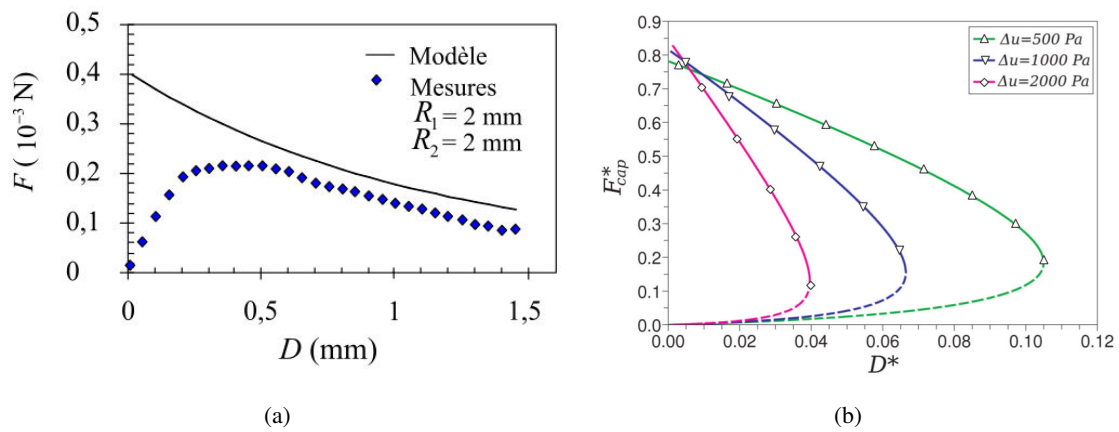 0,5
0,4
0,3
0,2
0,1
0
F ( 10⁻³ N)
Modèle
Mesures
R₁ = 2 mm
R₂ = 2 mm
0 0,5 1 1,5
D (mm)
(a)
0.9
0.8
0.7
0.6
0.5
0.4
0.3
0.2
0.1
0.0
F*cap
Δu=500 Pa
Δu=1000 Pa
Δu=2000 Pa
0.00 0.02 0.04 0.06 0.08 0.10 0.12
D*
(b)